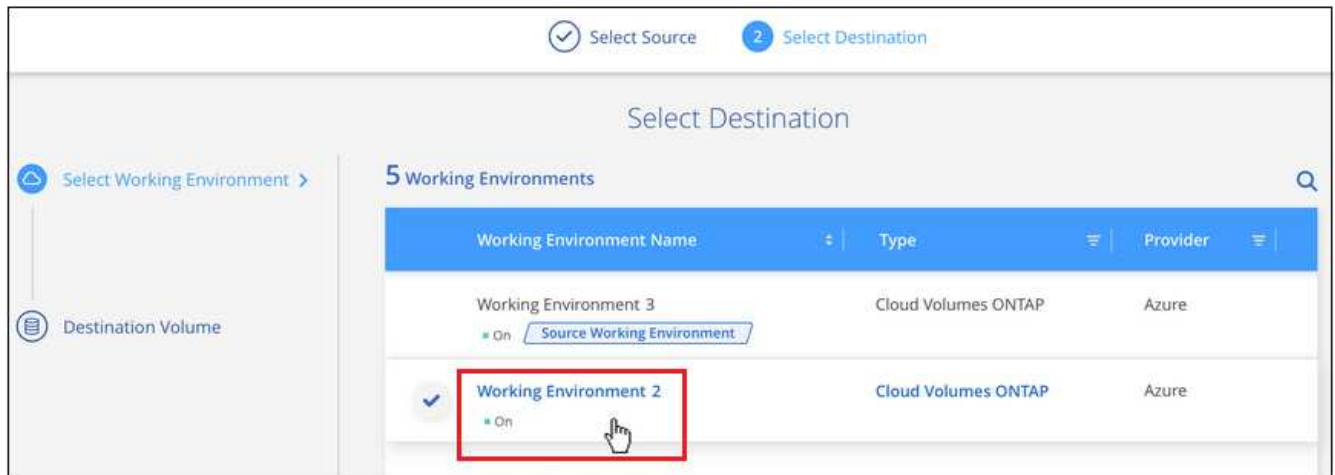 Select Source
2 Select Destination
Select Destination
Select Working Environment
5 Working Environments
Working Environment Name Type Provider
Working Environment 3 Cloud Volumes ONTAP Azure
On Source Working Environment
Destination Volume
Working Environment 2 Cloud Volumes ONTAP Azure
On